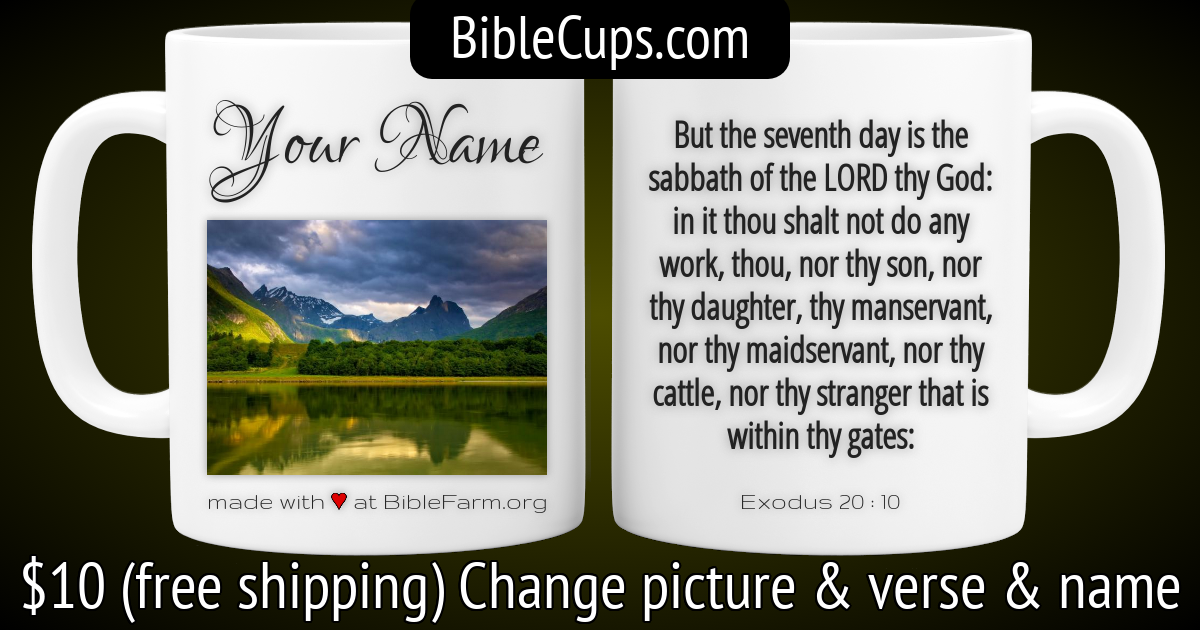 BibleCups.com
Your Name
made with ♥ at BibleFarm.org
But the seventh day is the
sabbath of the LORD thy God:
in it thou shalt not do any
work, thou, nor thy son, nor
thy daughter, thy manservant,
nor thy maidservant, nor thy
cattle, nor thy stranger that is
within thy gates:
Exodus 20 : 10
$10 (free shipping) Change picture & verse & name